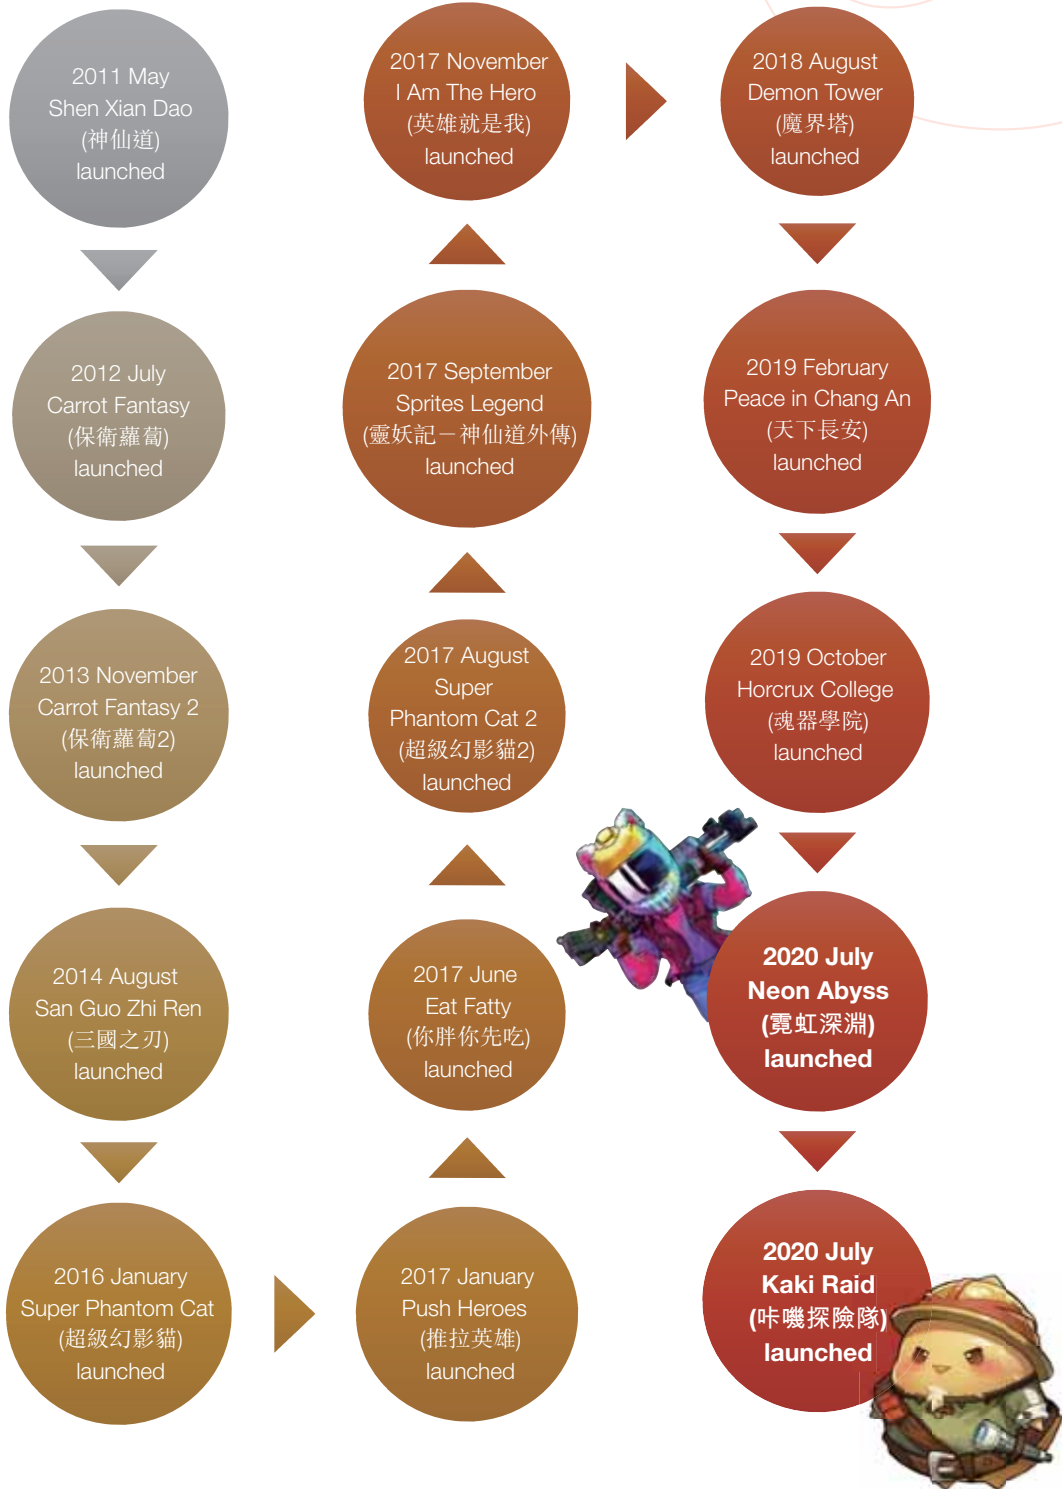 2011 May
Shen Xian Dao
(神仙道)
launched
2012 July
Carrot Fantasy
(保衛蘿蔔)
launched
2013 November
Carrot Fantasy 2
(保衛蘿蔔2)
launched
2014 August
San Guo Zhi Ren
(三國之刃)
launched
2016 January
Super Phantom Cat
(超級幻影貓)
launched
2017 January
Push Heroes
(推拉英雄)
launched
2017 June
Eat Fatty
(你胖你先吃)
launched
2017 August
Super
Phantom Cat 2
(超級幻影貓2)
launched
2017 September
Sprites Legend
(靈妖記－神仙道外傳)
launched
2017 November
I Am The Hero
(英雄就是我)
launched
2018 August
Demon Tower
(魔界塔)
launched
2019 February
Peace in Chang An
(天下長安)
launched
2019 October
Horcrux College
(魂器學院)
launched
2020 July
Neon Abyss
(霓虹深淵)
launched
2020 July
Kaki Raid
(咔嘰探險隊)
launched